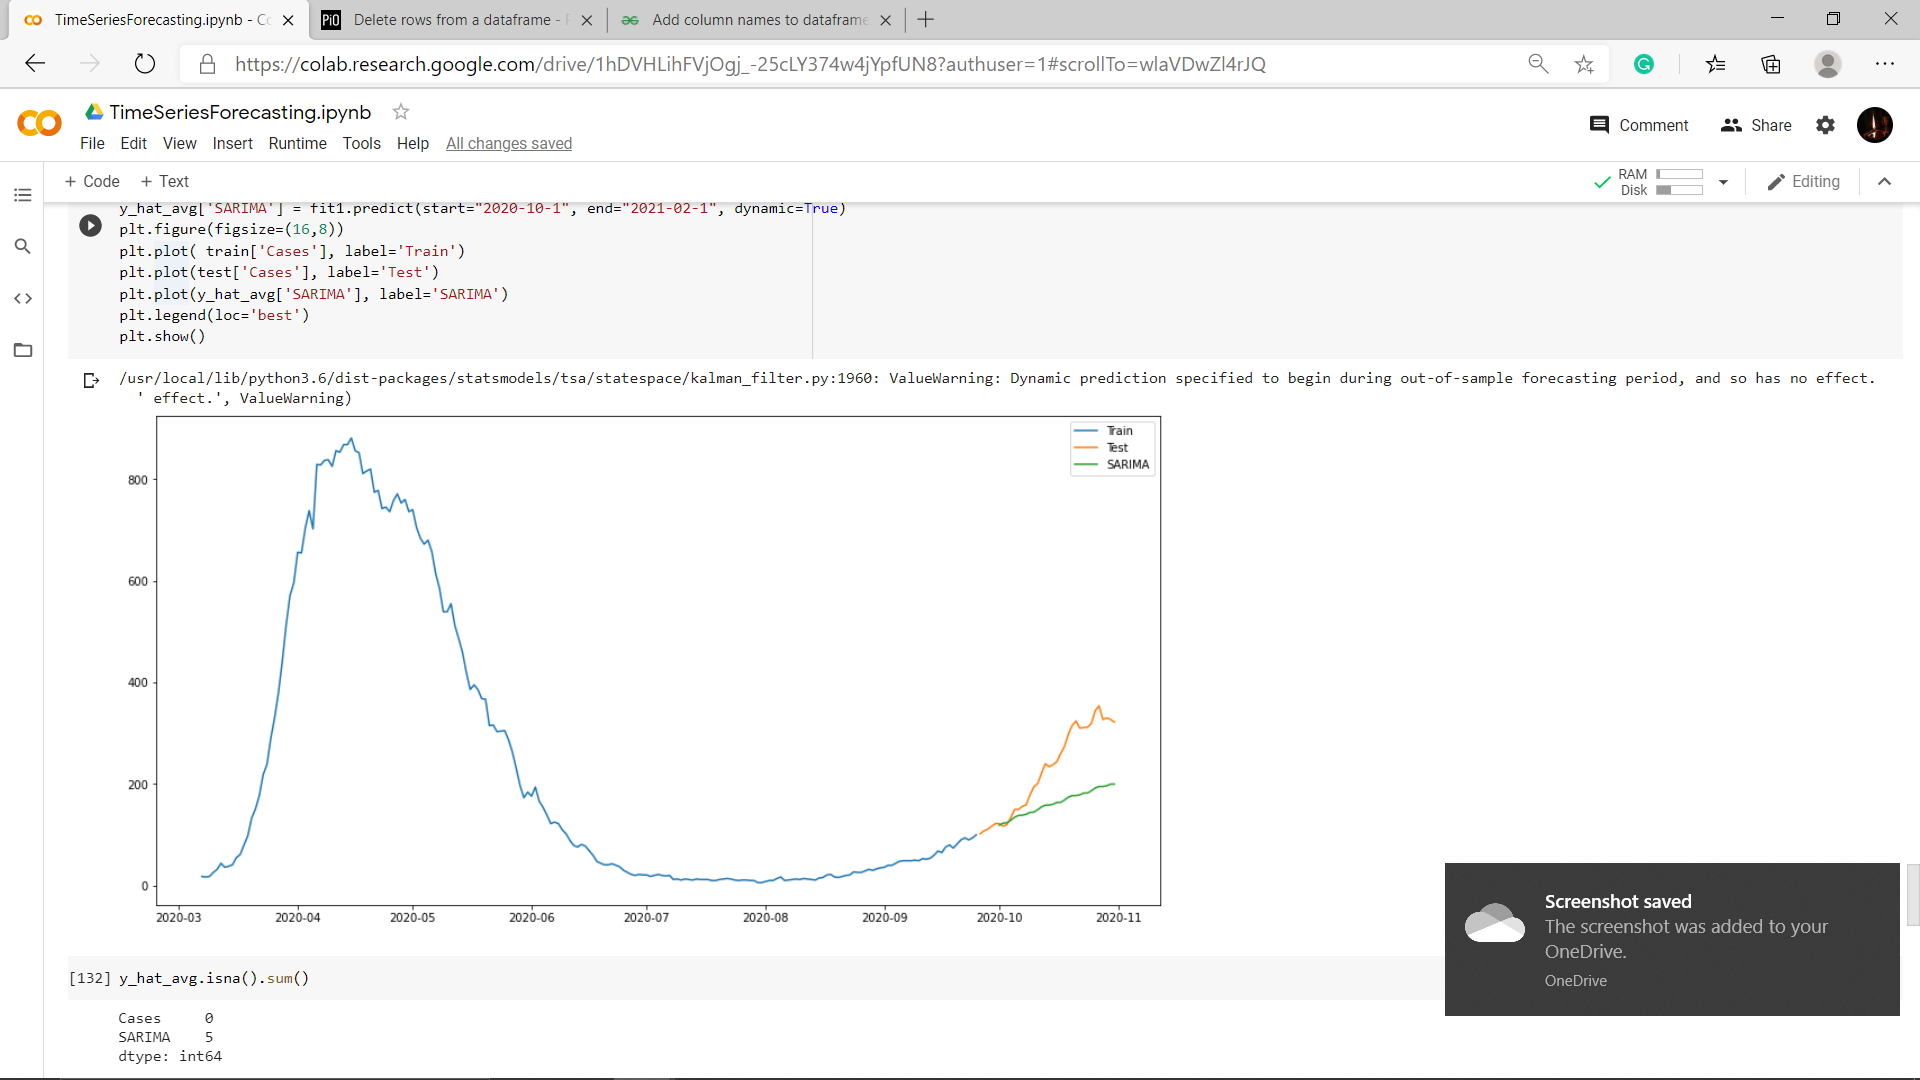 TimeSeriesForecasting.ipynb - Co
PiO Delete rows from a dataframe -
Add column names to dataframe
https://colab.research.google.com/drive/1hDVHLihFVjOgj_-25cLY374w4jYpfUN8?authuser=1#scrollTo=wlaVDwZl4rJQ
TimeSeriesForecasting.ipynb
Comment
Share
File Edit View Insert Runtime Tools Help All changes saved
+ Code + Text
RAM
Disk
Editing
y_hat_avg['SARIMA'] = fit1.predict(start="2020-10-1", end="2021-02-1", dynamic=True)
plt.figure(figsize=(16,8))
plt.plot( train['Cases'], label='Train')
plt.plot(test['Cases'], label='Test')
plt.plot(y_hat_avg['SARIMA'], label='SARIMA')
plt.legend(loc='best')
plt.show()
/usr/local/lib/python3.6/dist-packages/statsmodels/tsa/statespace/kalman_filter.py:1960: ValueWarning: Dynamic prediction specified to begin during out-of-sample forecasting period, and so has no effect.
' effect.', ValueWarning)
Train
Test
SARIMA
800
600
400
200
0
2020-03 2020-04 2020-05 2020-06 2020-07 2020-08 2020-09 2020-10 2020-11
Screenshot saved
The screenshot was added to your
OneDrive.
OneDrive
[132] y_hat_avg.isna().sum()
Cases 0
SARIMA 5
dtype: int64